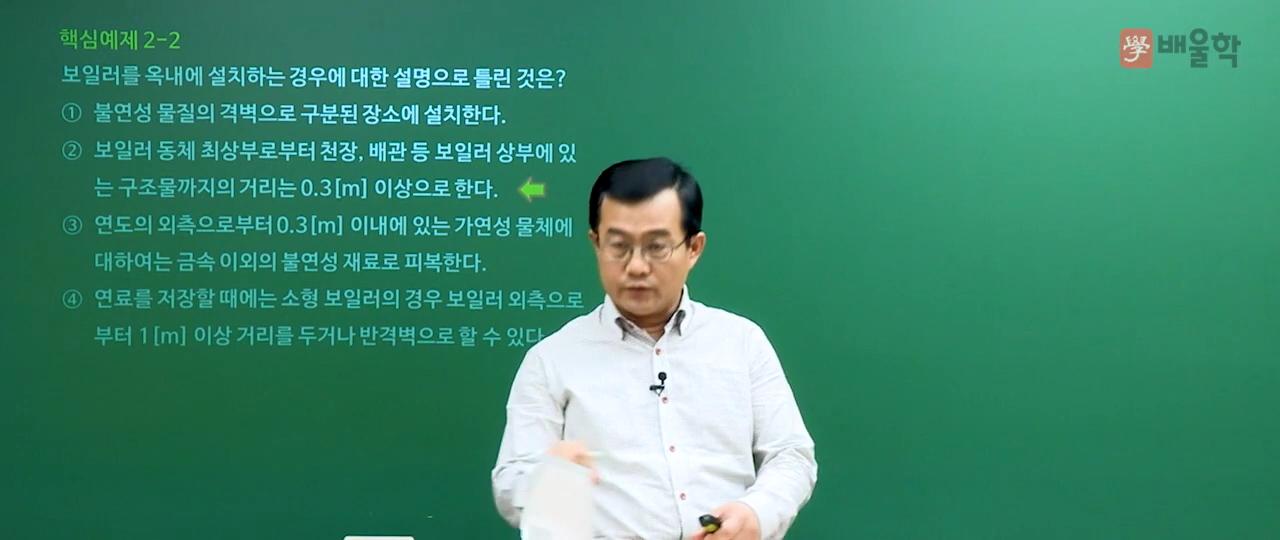 핵심예제 2-2
學 배울학
보일러를 옥내에 설치하는 경우에 대한 설명으로 틀린 것은?
① 불연성 물질의 격벽으로 구분된 장소에 설치한다.
② 보일러 동체 최상부로부터 천장, 배관 등 보일러 상부에 있
는 구조물까지의 거리는 0.3[m] 이상으로 한다.
③ 연도의 외측으로부터 0.3[m] 이내에 있는 가연성 물체에
대하여는 금속 이외의 불연성 재료로 피복한다.
④ 연료를 저장할 때에는 소형 보일러의 경우 보일러 외측으로
부터 1[m] 이상 거리를 두거나 반격벽으로 할 수 있다